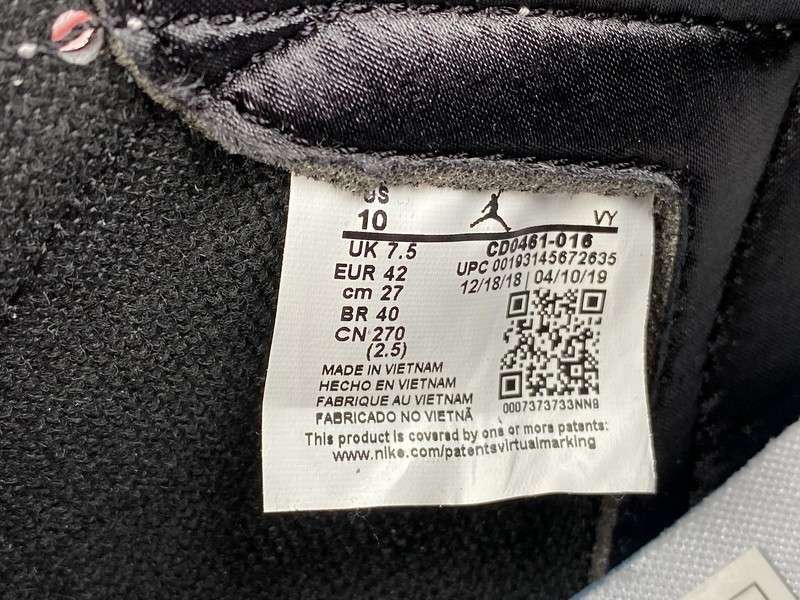 US
10
VY
UK 7.5
EUR 42
cm 27
BR 40
CN 270
(2.5)
CD0461-016
UPC 00193145672635
12/18/18 | 04/10/19
0007373733NN8
MADE IN VIETNAM
HECHO EN VIETNAM
FABRIQUE AU VIETNAM
FABRICADO NO VIETNÃ
This product is covered by one or more patents:
www.nike.com/patentsvirtualmarking